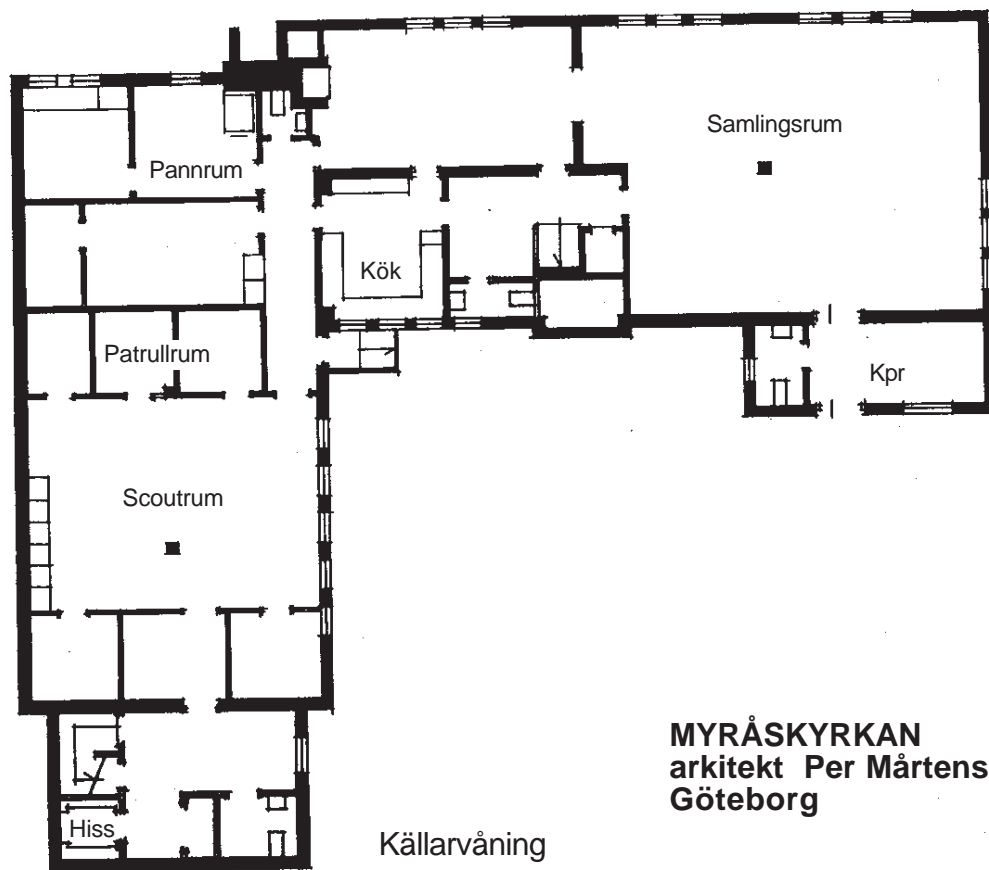 Samlingsrum
Pannrum
Kök
Patrullrum
Kpr
Scoutrum
MYRÅSKYRKAN
arkitekt Per Mårtens
Göteborg
Hiss
Källarvåning